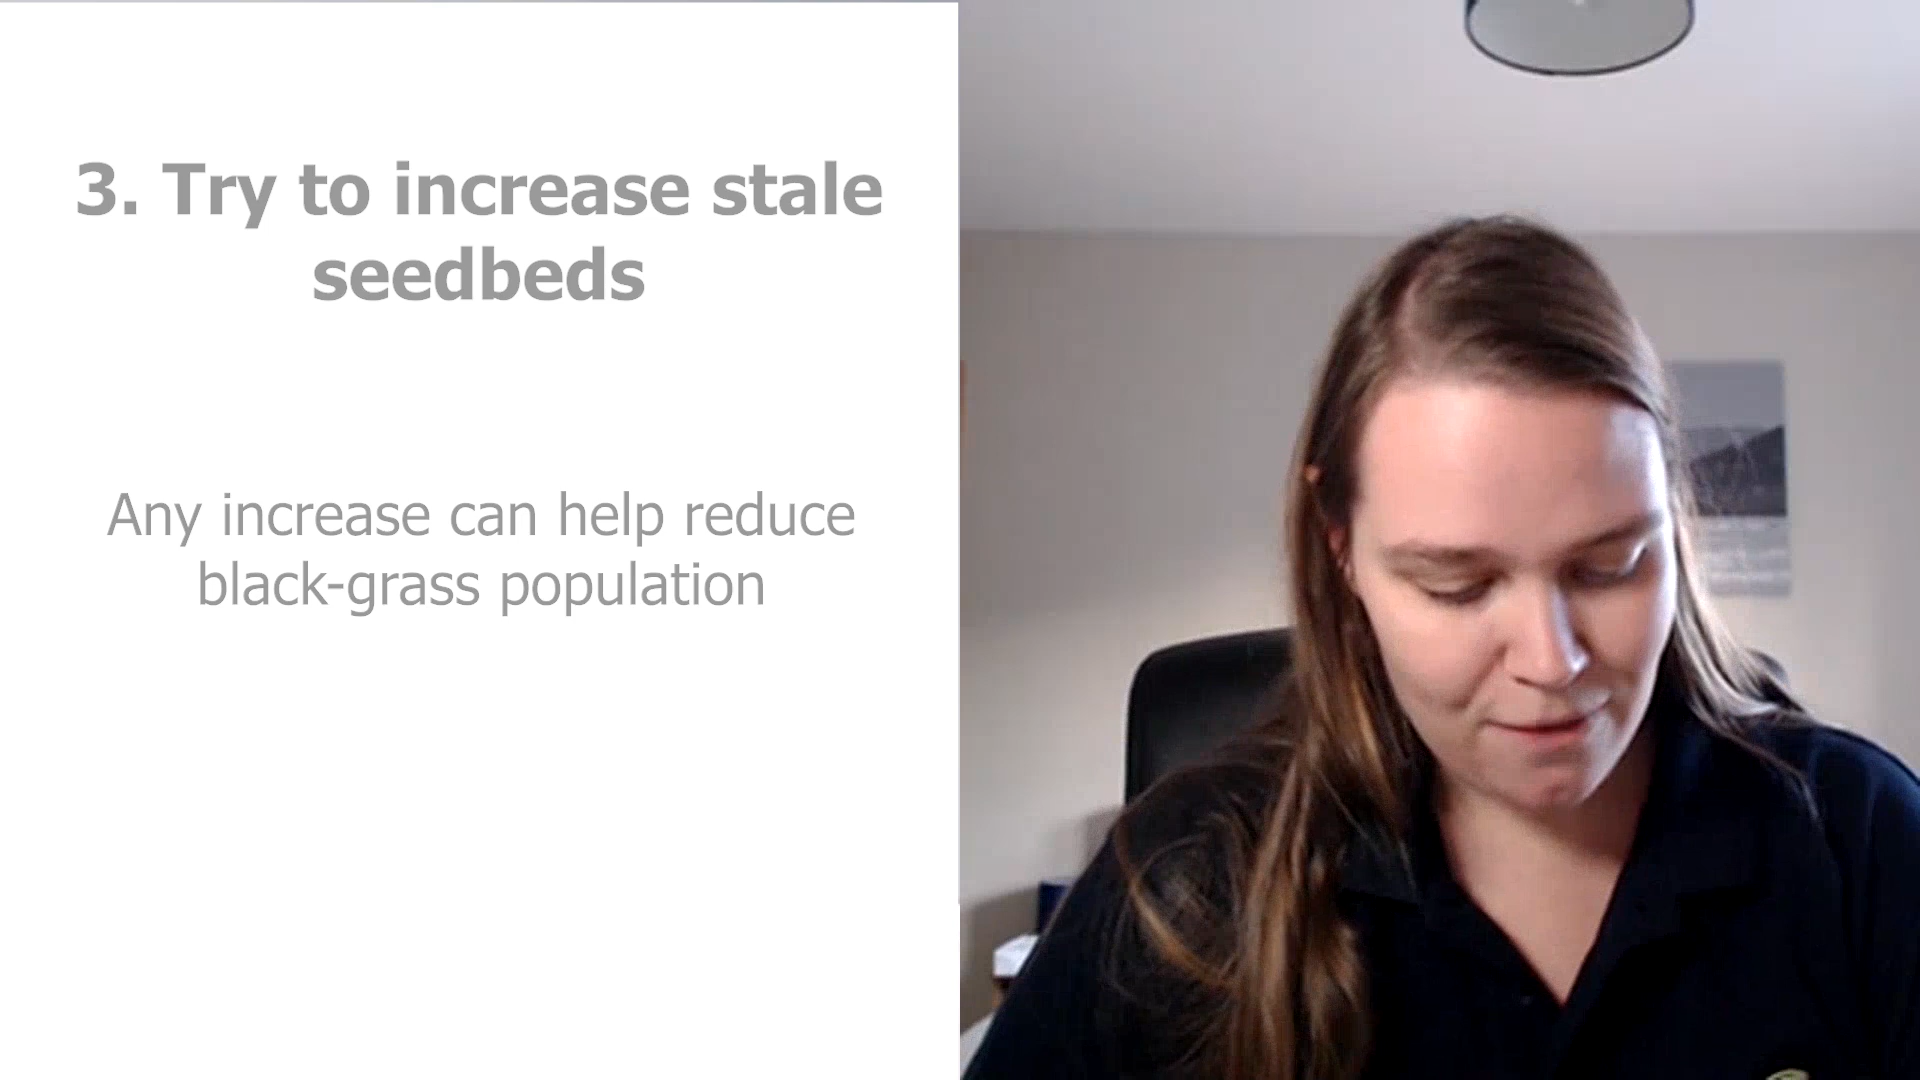 3. Try to increase stale
seedbeds
Any increase can help reduce
black-grass population